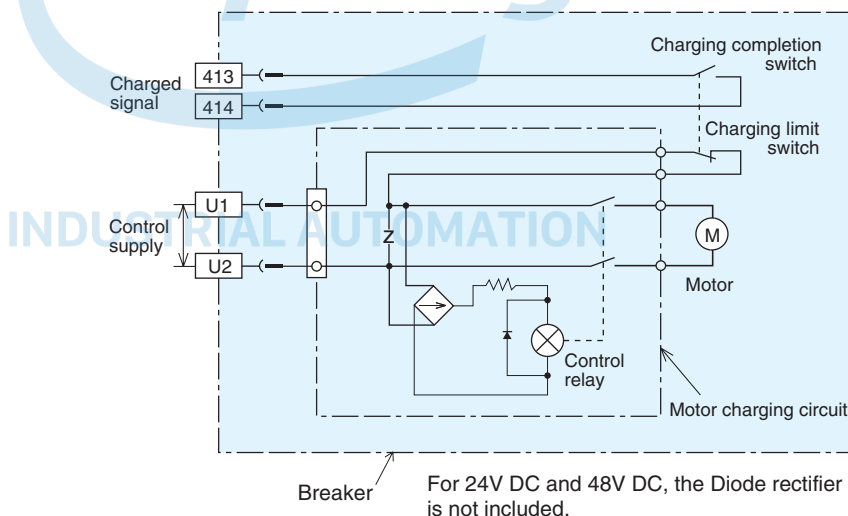 Charging completion
switch
413
Charged
signal
414
Charging limit
switch
U1
Control
supply
INDUSTRIAL AUTOMATION
Z
M
U2
Motor
Control
relay
Motor charging circuit
Breaker
For 24V DC and 48V DC, the Diode rectifier
is not included.